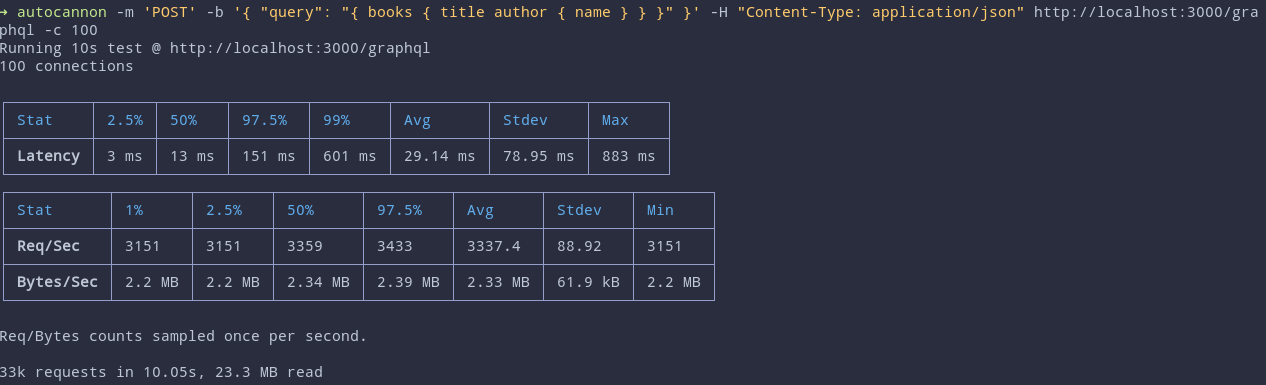 → autocannon -m 'POST' -b '{ "query": "{ books { title author { name } } }" }' -H "Content-Type: application/json" http://localhost:3000/gra
phql -c 100
Running 10s test @ http://localhost:3000/graphql
100 connections
Stat 2.5% 50% 97.5% 99% Avg Stdev Max
Latency 3 ms 13 ms 151 ms 601 ms 29.14 ms 78.95 ms 883 ms
Stat 1% 2.5% 50% 97.5% Avg Stdev Min
Req/Sec 3151 3151 3359 3433 3337.4 88.92 3151
Bytes/Sec 2.2 MB 2.2 MB 2.34 MB 2.39 MB 2.33 MB 61.9 kB 2.2 MB
Req/Bytes counts sampled once per second.
33k requests in 10.05s, 23.3 MB read